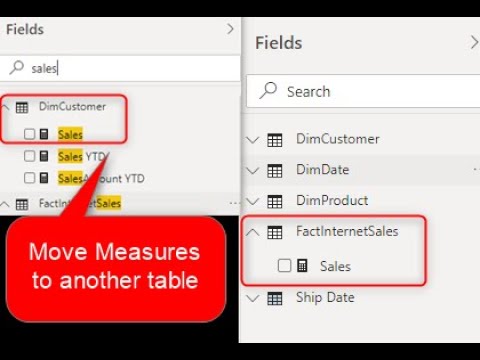 Fields
sales
DimCustomer
Sales
Sales YTD
SalesAmount YTD
FactInternetSales
Move Measures
to another table
Fields
Search
DimCustomer
DimDate
DimProduct
FactInternetSales
Sales
Ship Date